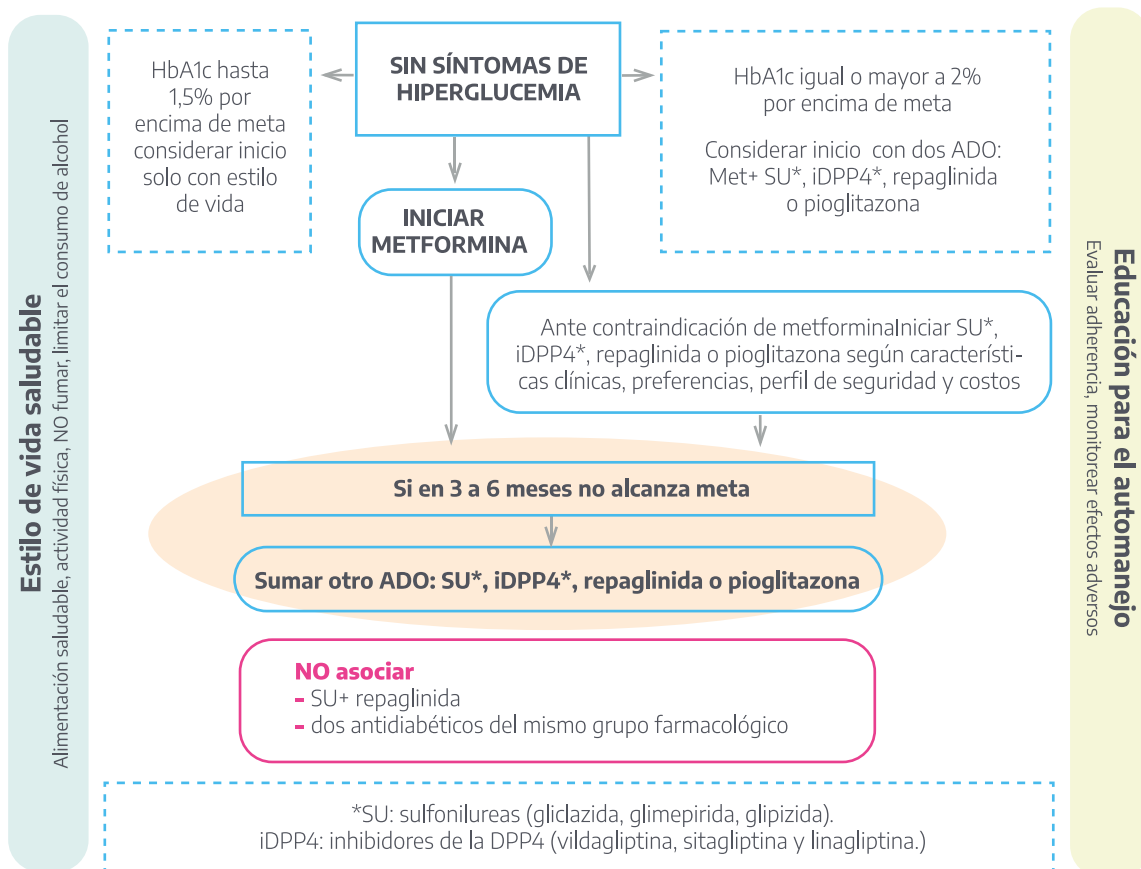 Estilo de vida saludable
Alimentación saludable, actividad física, NO fumar, limitar el consumo de alcohol
HbA1c hasta
1,5% por
encima de meta
considerar inicio
solo con estilo
de vida
SIN SÍNTOMAS DE
HIPERGLUCEMIA
HbA1c igual o mayor a 2%
por encima de meta
Considerar inicio con dos ADO:
Met+ SU*, iDPP4*, repaglinida
o pioglitazona
INICIAR
METFORMINA
Ante contraindicación de metforminaIniciar SU*,
iDPP4*, repaglinida o pioglitazona según característi-
cas clínicas, preferencias, perfil de seguridad y costos
Si en 3 a 6 meses no alcanza meta
Sumar otro ADO: SU*, iDPP4*, repaglinida o pioglitazona
NO asociar
- SU+ repaglinida
- dos antidiabéticos del mismo grupo farmacológico
*SU: sulfonilureas (gliclazida, glimepirida, glipizida).
iDPP4: inhibidores de la DPP4 (vildagliptina, sitagliptina y linagliptina.)
Educación para el automanejo
Evaluar adherencia, monitorear efectos adversos